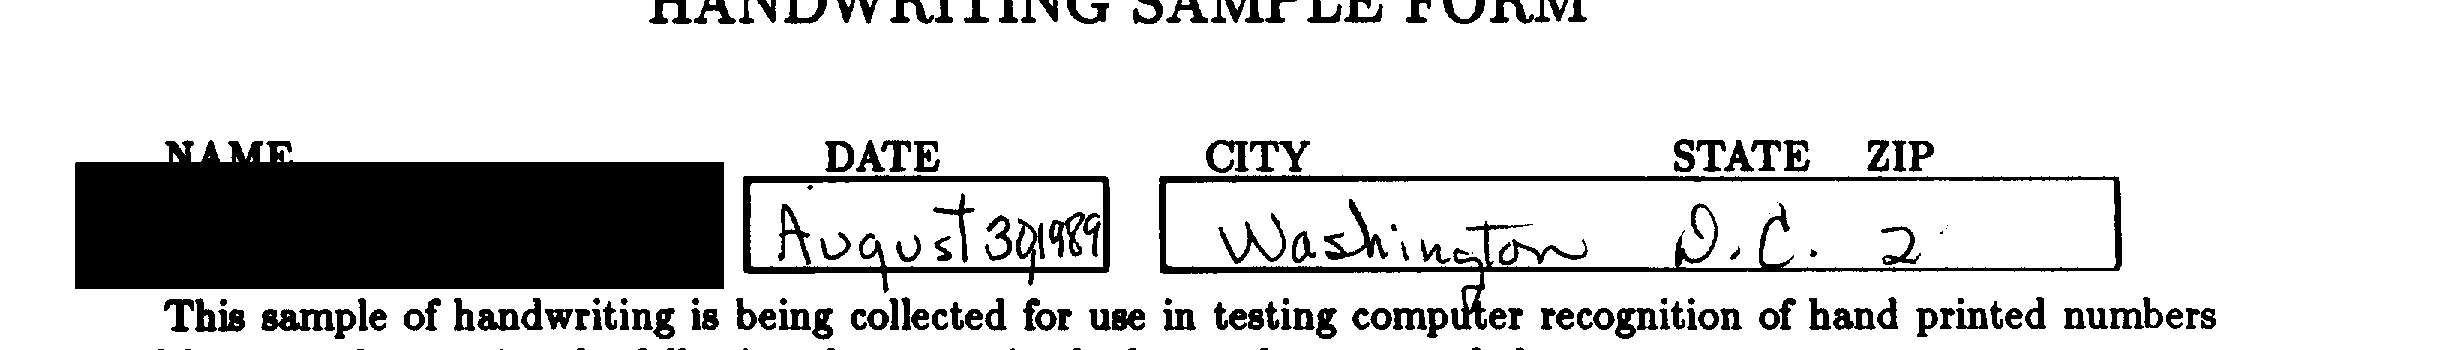 HANDWRITING SAMPLE FORM
NAME DATE CITY STATE ZIP
August 30, 1989 Washington D.C. 2
This sample of handwriting is being collected for use in testing computer recognition of hand printed numbers